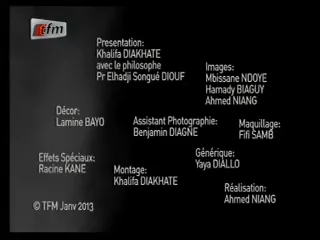 tfm
Presentation:
Khalifa DIAKHATE
avec le philosophe
Pr Elhadji Songué DIOUF
Images:
Mbissane NDOYE
Hamady BIAGUY
Ahmed NIANG
Décor:
Lamine BAYO
Assistant Photographie:
Benjamin DIAGNE
Maquillage:
Fifi SAMB
Effets Spéciaux:
Racine KANE
Montage:
Khalifa DIAKHATE
Générique:
Yaya DIALLO
Réalisation:
Ahmed NIANG
© TFM Janv 2013